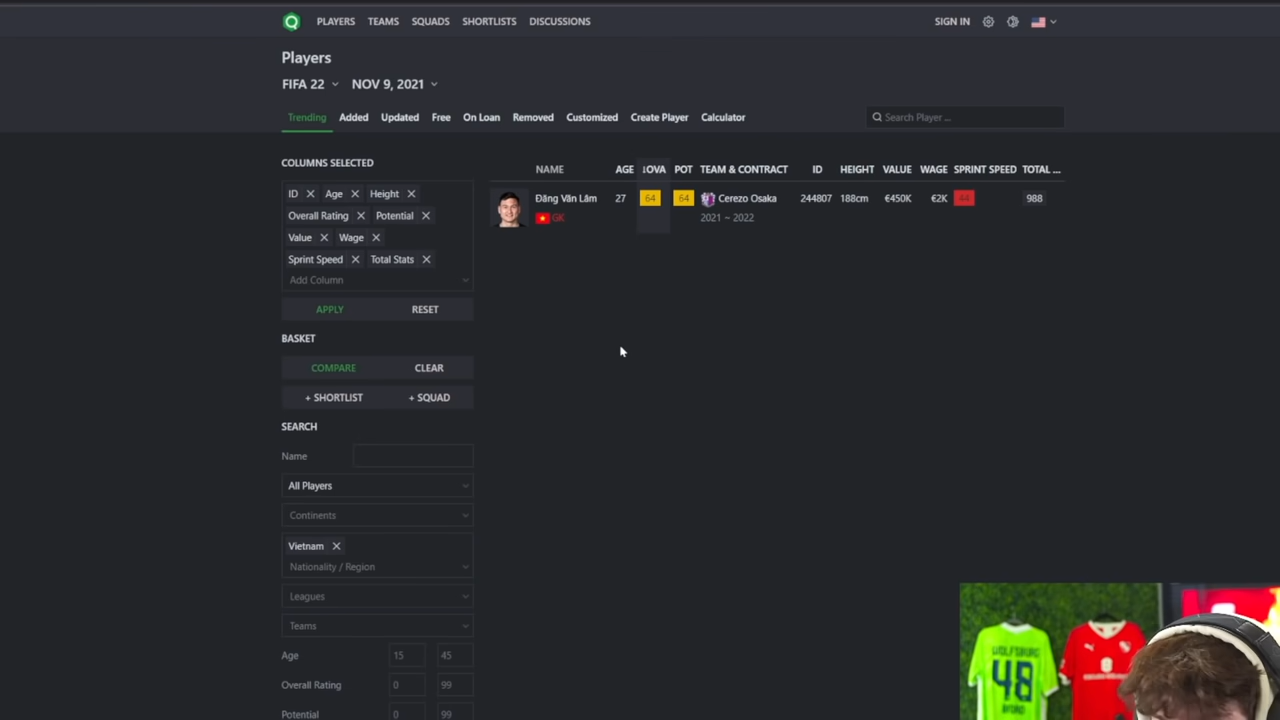 PLAYERS TEAMS SQUADS SHORTLISTS DISCUSSIONS SIGN IN
Players
FIFA 22 NOV 9, 2021
Trending Added Updated Free On Loan Removed Customized Create Player Calculator Search Player ...
COLUMNS SELECTED
ID Age Height
Overall Rating Potential
Value Wage
Sprint Speed Total Stats
Add Column
APPLY RESET
BASKET
COMPARE CLEAR
+ SHORTLIST + SQUAD
SEARCH
Name
All Players
Continents
Vietnam
Nationality / Region
Leagues
Teams
Age 15 45
Overall Rating 0 99
Potential 0 99
NAME AGE ↓OVA POT TEAM & CONTRACT ID HEIGHT VALUE WAGE SPRINT SPEED TOTAL ...
Đặng Văn Lâm 27 64 64 Cerezo Osaka 244807 188cm €450K €2K 44 988
GK 2021 ~ 2022
WOLFSBURG
48